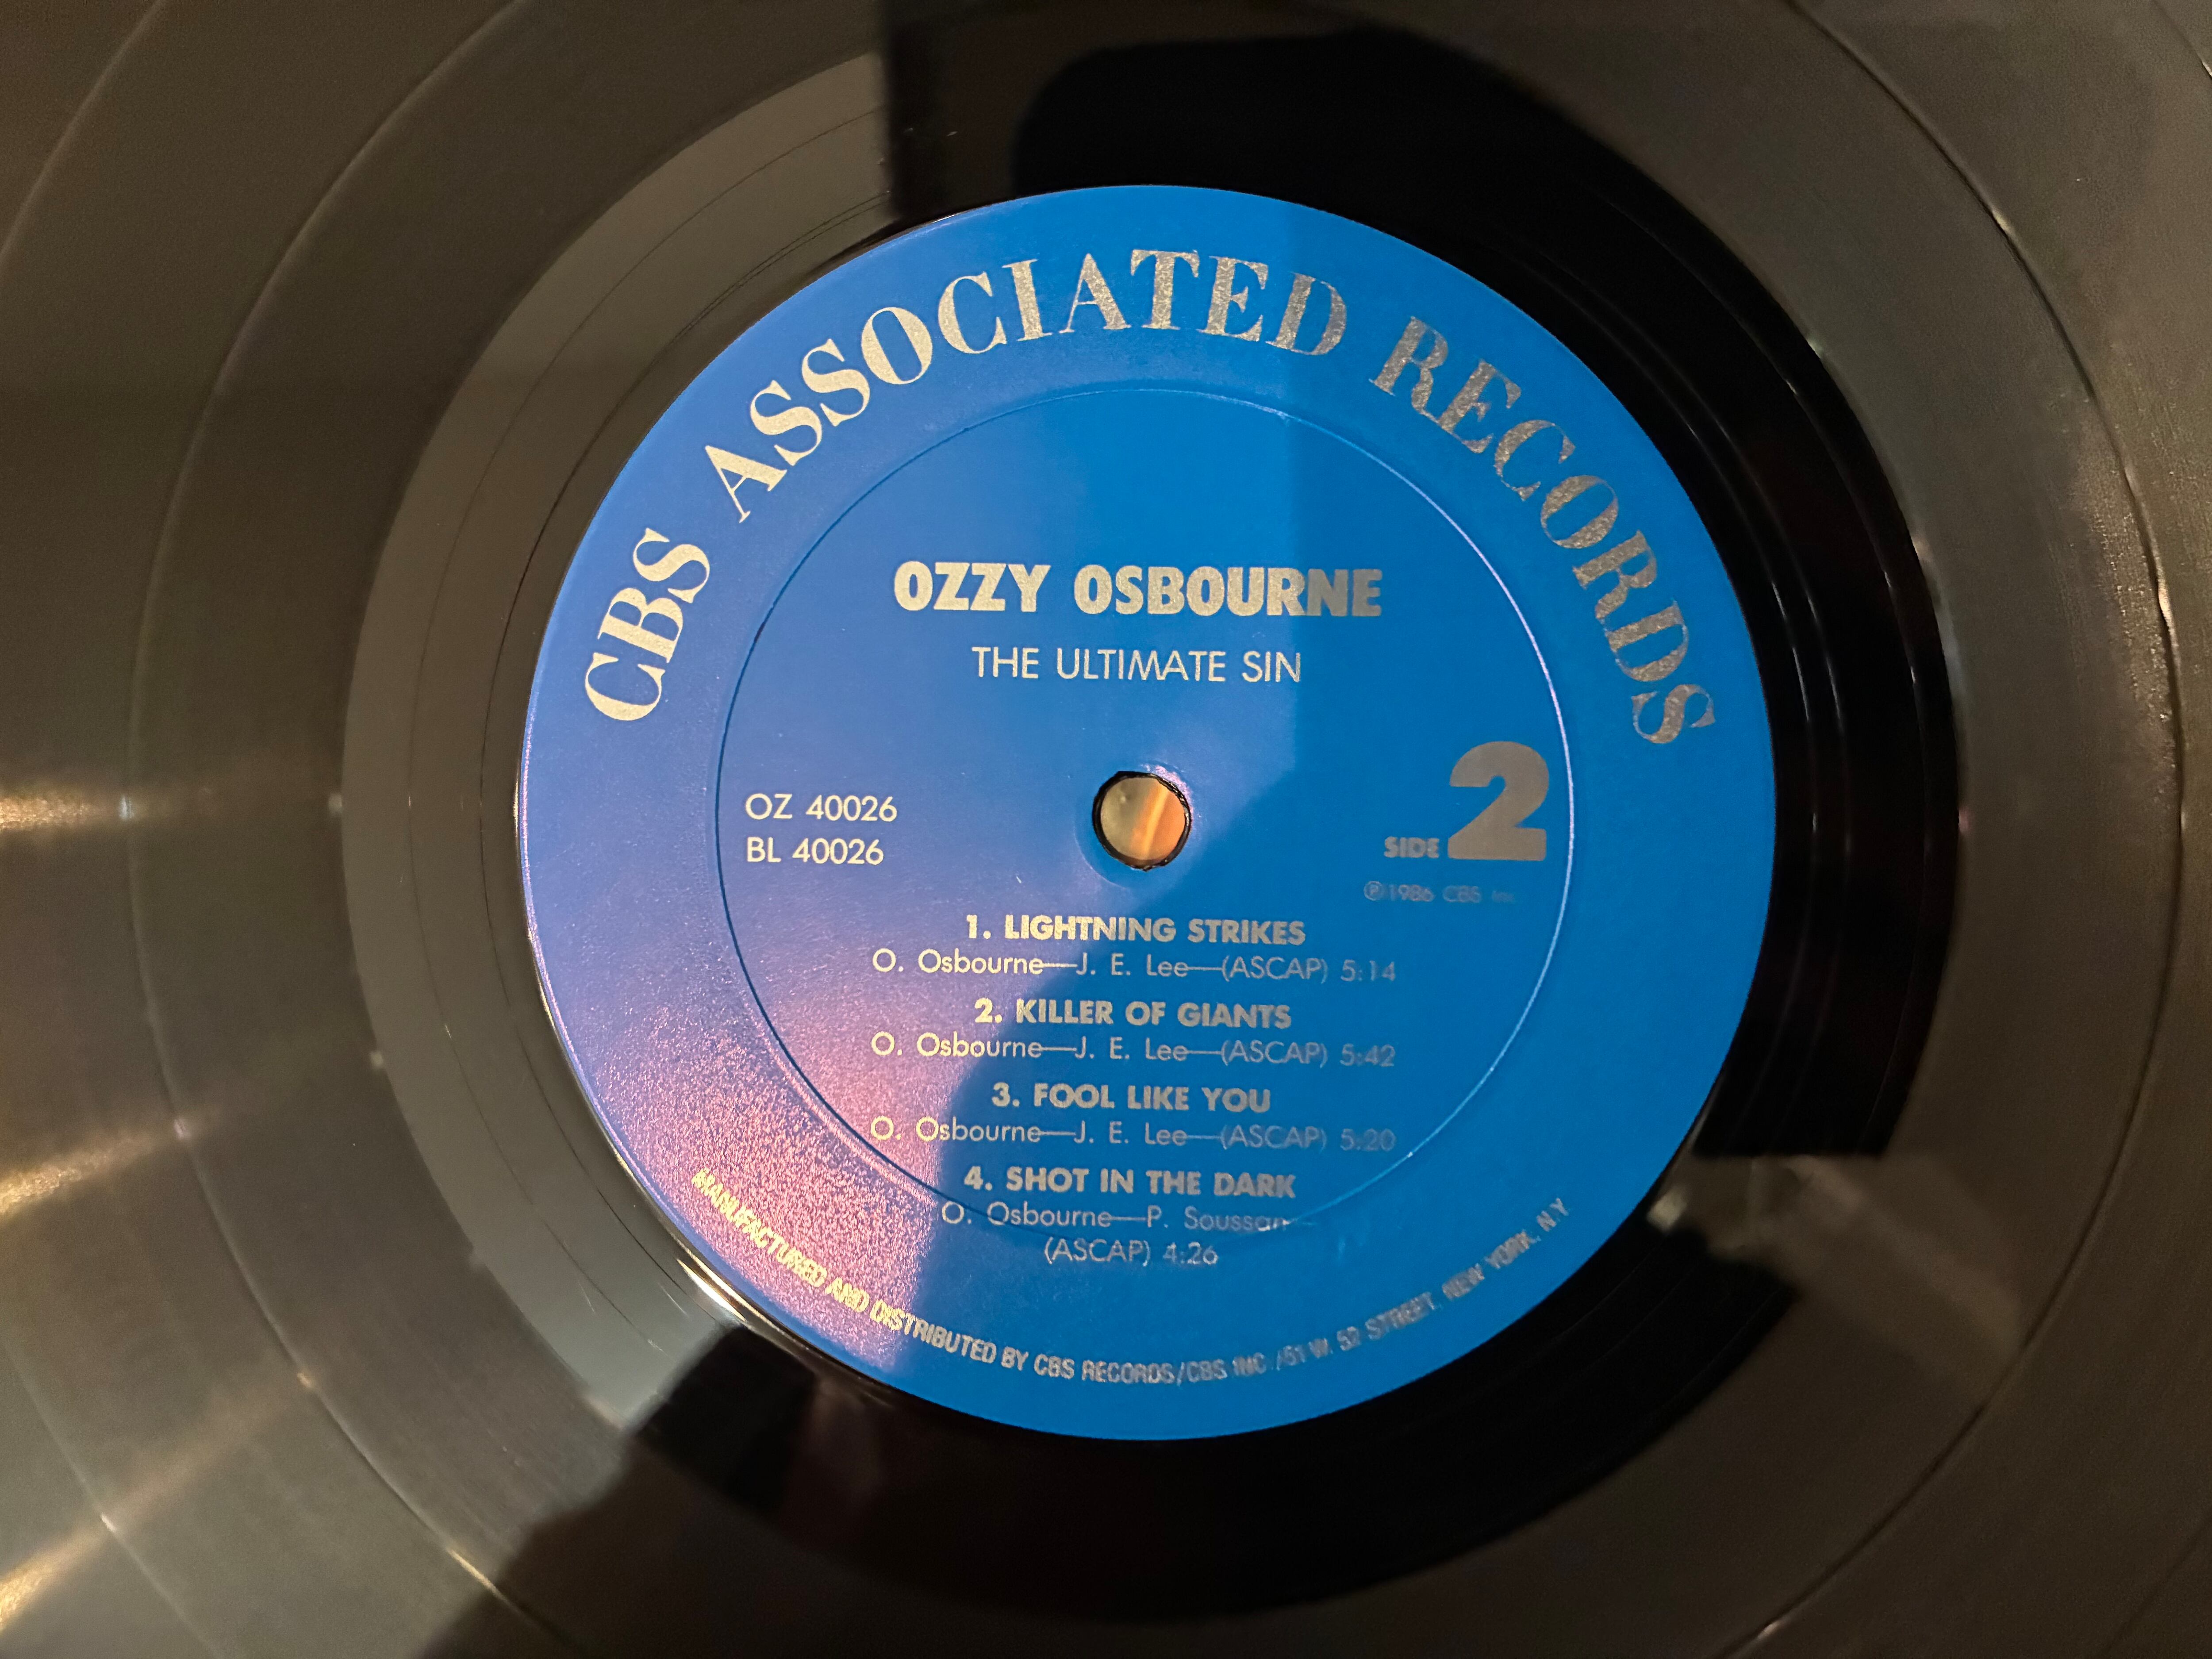 CBS ASSOCIATED RECORDS
OZZY OSBOURNE
THE ULTIMATE SIN
OZ 40026
BL 40026
SIDE 2
℗1986 CBS Inc.
1. LIGHTNING STRIKES
O. Osbourne—J. E. Lee—(ASCAP) 5:14
2. KILLER OF GIANTS
O. Osbourne—J. E. Lee—(ASCAP) 5:42
3. FOOL LIKE YOU
O. Osbourne—J. E. Lee—(ASCAP) 5:20
4. SHOT IN THE DARK
O. Osbourne—P. Soussan—
(ASCAP) 4:26
MANUFACTURED AND DISTRIBUTED BY CBS RECORDS/CBS INC./51 W. 52 STREET, NEW YORK, N.Y.